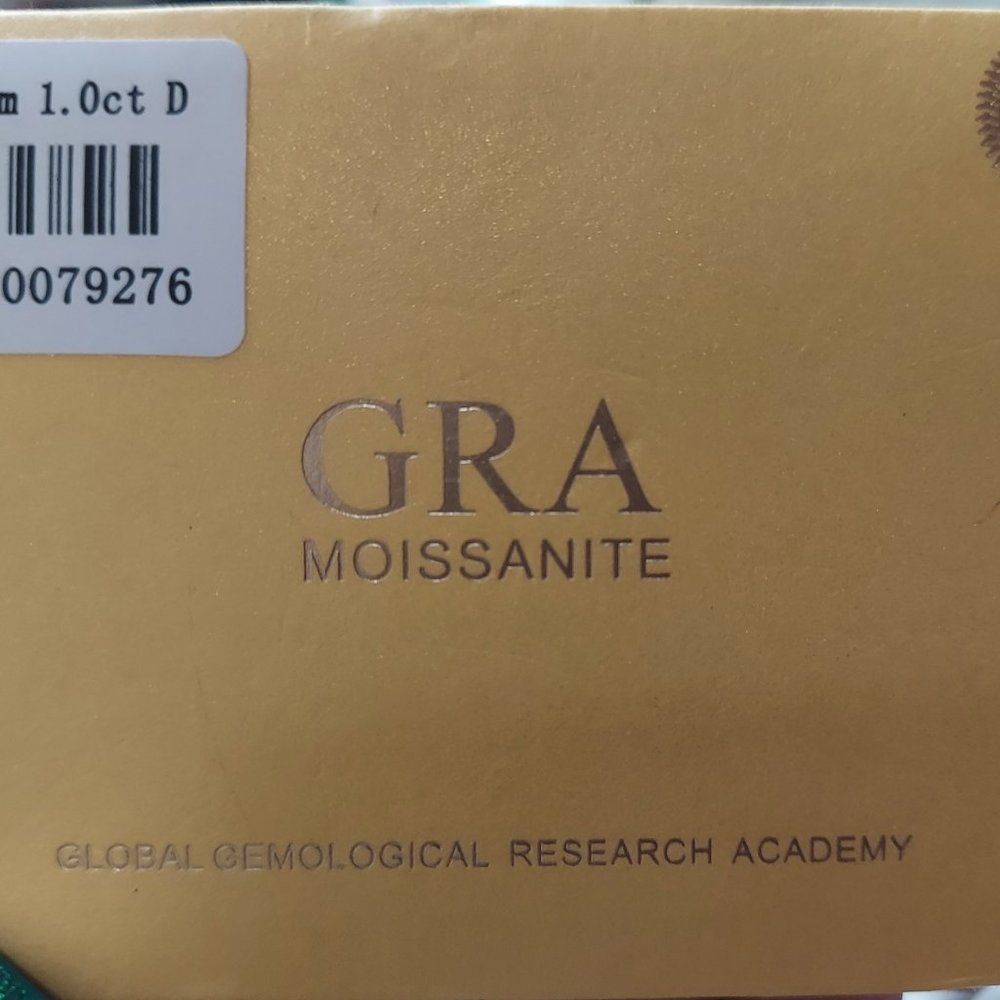 m 1.0ct D
0079276
GRA
MOISSANITE
GLOBAL GEMOLOGICAL RESEARCH ACADEMY